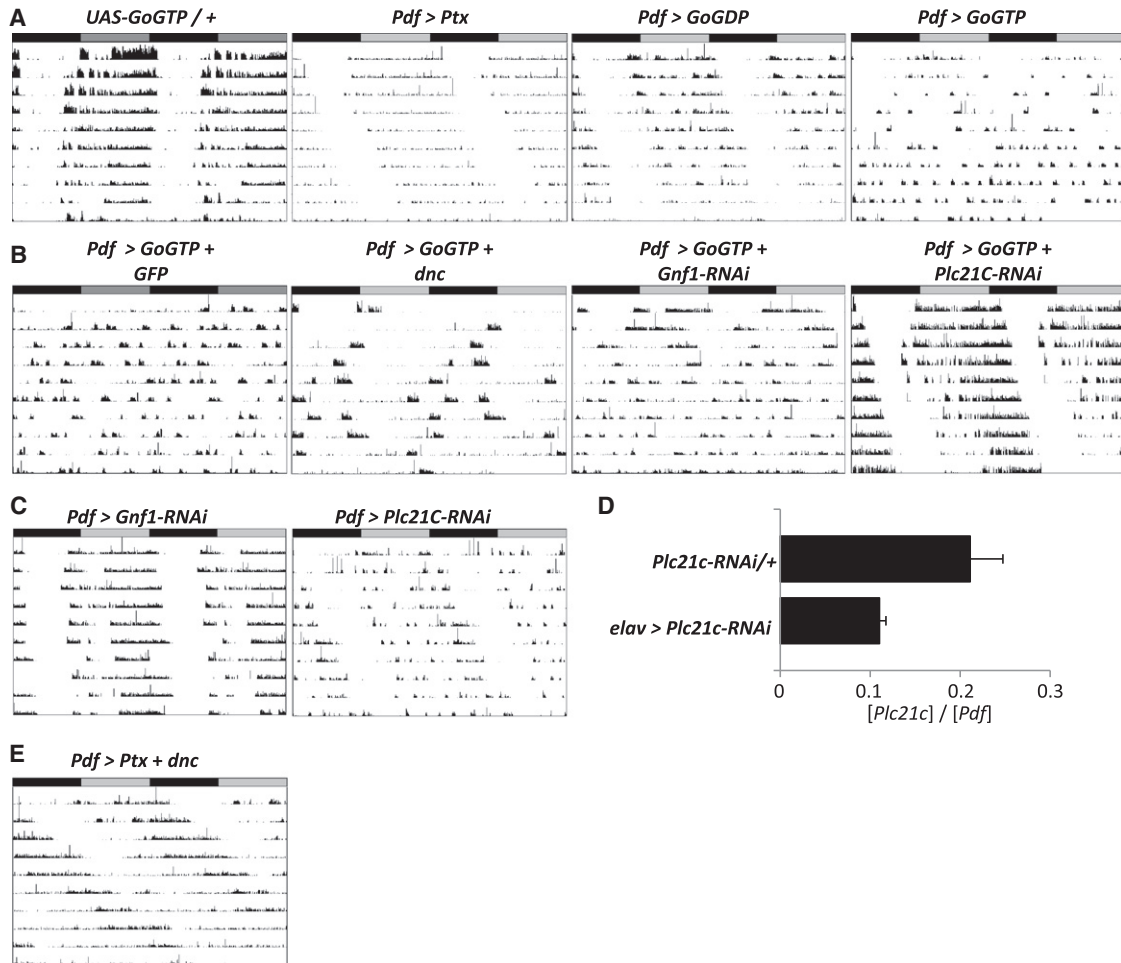 A
UAS-GoGTP / +
Pdf > Ptx
Pdf > GoGDP
Pdf > GoGTP
B
Pdf > GoGTP +
GFP
Pdf > GoGTP +
dnc
Pdf > GoGTP +
Gnf1-RNAi
Pdf > GoGTP +
Plc21C-RNAi
C
Pdf > Gnf1-RNAi
Pdf > Plc21C-RNAi
D
Plc21c-RNAi/+
elav > Plc21c-RNAi
0
0.1
0.2
0.3
[Plc21c] / [Pdf]
E
Pdf > Ptx + dnc